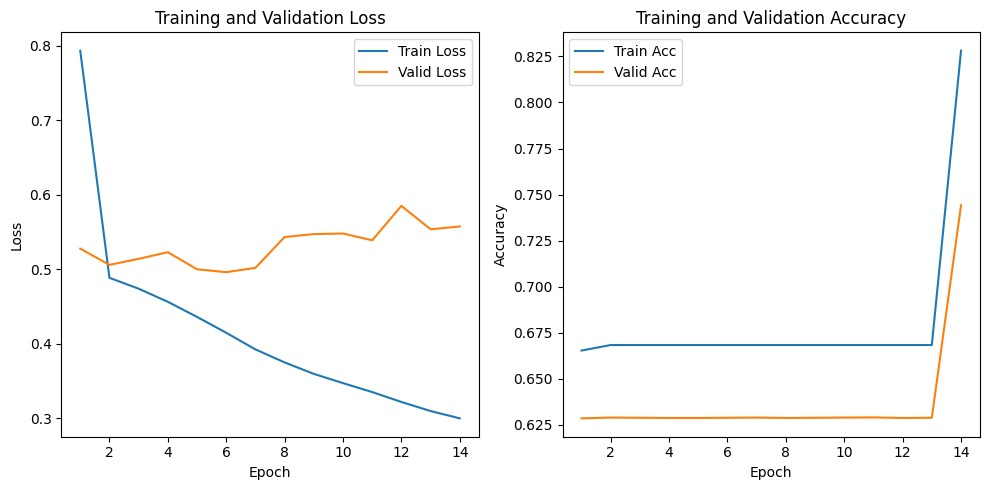 Training and Validation Loss
Train Loss
Valid Loss
0.8
0.7
0.6
0.5
0.4
0.3
Loss
2 4 6 8 10 12 14
Epoch
Training and Validation Accuracy
Train Acc
Valid Acc
0.825
0.800
0.775
0.750
0.725
0.700
0.675
0.650
0.625
Accuracy
2 4 6 8 10 12 14
Epoch